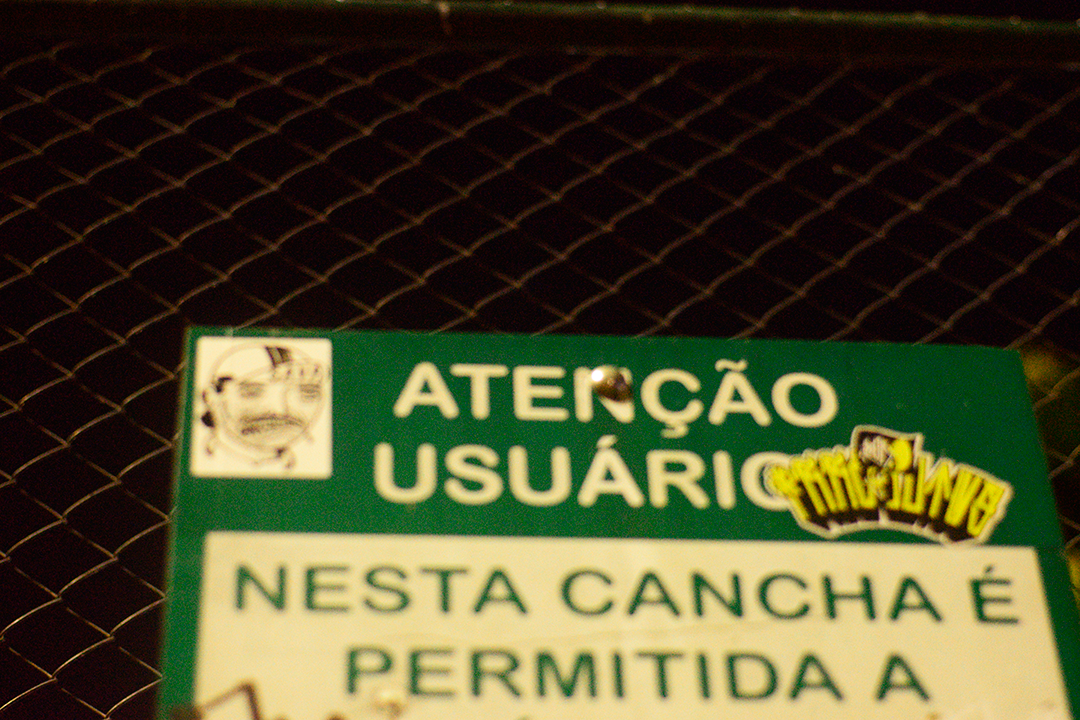 ATENÇÃO
USUÁRIO
NESTA CANCHA É
PERMITIDA A